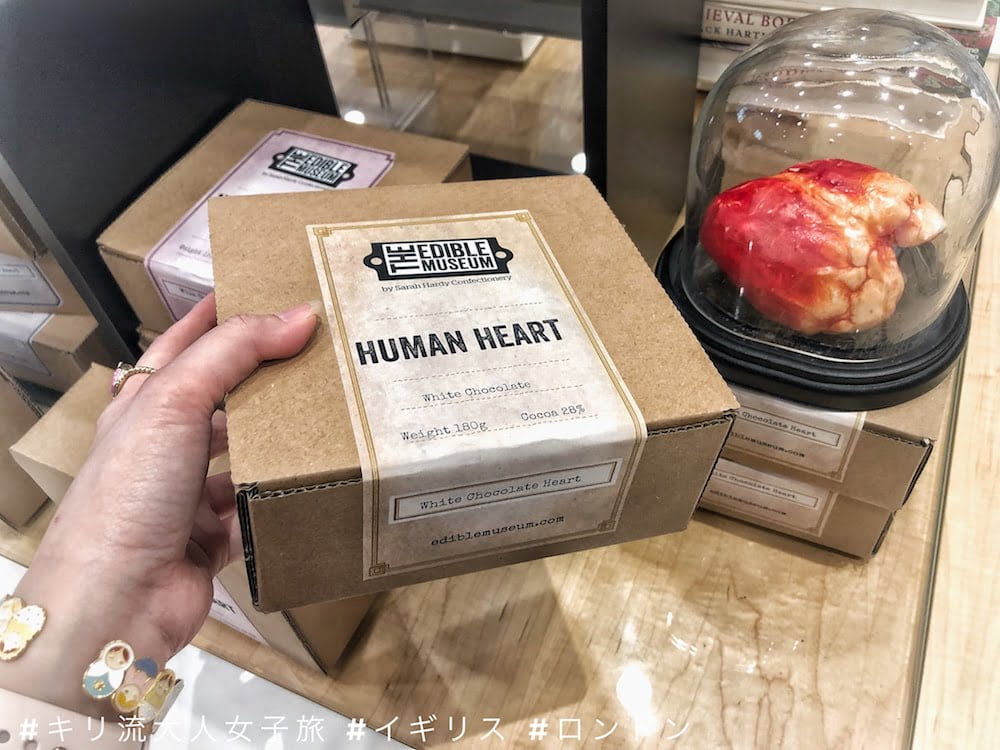 THE EDIBLE MUSEUM
by Sarah Hardy Confectionery
HUMAN HEART
White Chocolate
Weight 180g Cocoa 28%
White Chocolate Heart
ediblemuseum.com
THE EDIBLE MUSEUM
White Chocolate Heart
White Chocolate Heart
#キリ流大人女子旅 #イギリス #ロンドン